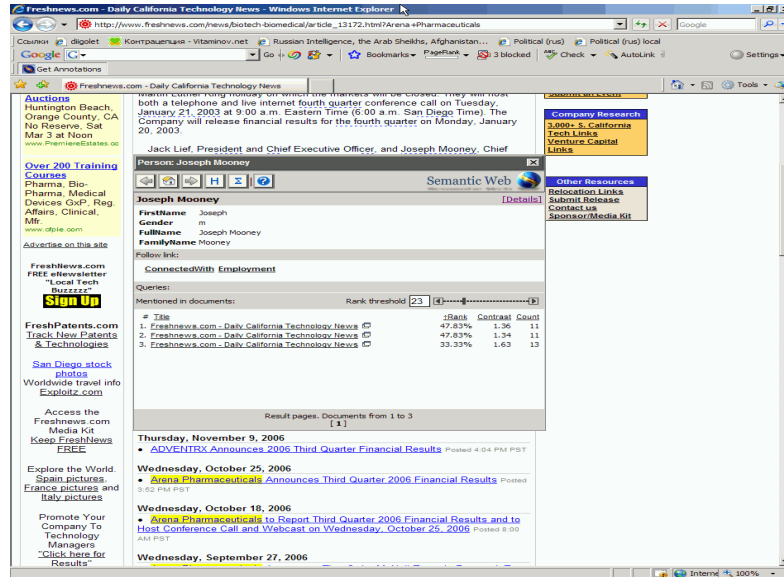 Freshnews.com - Daily California Technology News - Windows Internet Explorer
http://www.freshnews.com/news/biotech-biomedical/article_13172.html?Arena+Pharmaceuticals
Google
Ссылки digolet Контрацепция - Vitaminov.net Russian Intelligence, the Arab Sheikhs, Afghanistan... Political (rus) Political (rus) local
Google G Go Bookmarks PageRank 3 blocked Check AutoLink Settings
Get Annotations
Freshnews.com - Daily California Technology News
Tools
Auctions
Huntington Beach,
Orange County, CA
No Reserve, Sat
Mar 3 at Noon
www.PremiereEstates.co
Over 200 Training
Courses
Pharma, Bio-
Pharma, Medical
Devices GxP, Reg.
Affairs, Clinical,
Mfr.
www.cfpie.com
Advertise on this site
FreshNews.com
FREE eNewsletter
"Local Tech
Buzzzz"
Sign Up
FreshPatents.com
Track New Patents
& Technologies
San Diego stock
photos
Worldwide travel info
Exploitz.com
Access the
Freshnews.com
Media Kit
Keep FreshNews
FREE
Explore the World.
Spain pictures,
France pictures and
Italy pictures
Promote Your
Company To
Technology
Managers
"Click here for
Results"
Martin Luther King holiday on which the markets will be closed. They will host
both a telephone and live internet fourth quarter conference call on Tuesday,
January 21, 2003 at 9:00 a.m. Eastern Time (6:00 a.m. San Diego Time). The
Company will release financial results for the fourth quarter on Monday, January
20, 2003.
Jack Lief, President and Chief Executive Officer, and Joseph Mooney, Chief
Person: Joseph Mooney
H Σ ?
Semantic Web
Joseph Mooney [Details]
FirstName Joseph
Gender m
FullName Joseph Mooney
FamilyName Mooney
Follow link:
ConnectedWith Employment
Queries:
Mentioned in documents: Rank threshold 23
# Title ↑Rank Contrast Count
1. Freshnews.com - Daily California Technology News 47.83% 1.36 11
2. Freshnews.com - Daily California Technology News 47.83% 1.34 11
3. Freshnews.com - Daily California Technology News 33.33% 1.63 13
Result pages. Documents from 1 to 3
[ 1 ]
Thursday, November 9, 2006
• ADVENTRX Announces 2006 Third Quarter Financial Results Posted 4:04 PM PST
Wednesday, October 25, 2006
• Arena Pharmaceuticals Announces Third Quarter 2006 Financial Results Posted
3:52 PM PST
Wednesday, October 18, 2006
• Arena Pharmaceuticals to Report Third Quarter 2006 Financial Results and to
Host Conference Call and Webcast on Wednesday, October 25, 2006 Posted 8:00
AM PST
Wednesday, September 27, 2006
Submit an Event
Company Research
3,000+ S. California
Tech Links
Venture Capital
Links
Other Resources
Relocation Links
Submit Release
Contact us
Sponsor/Media Kit
Interne 100%